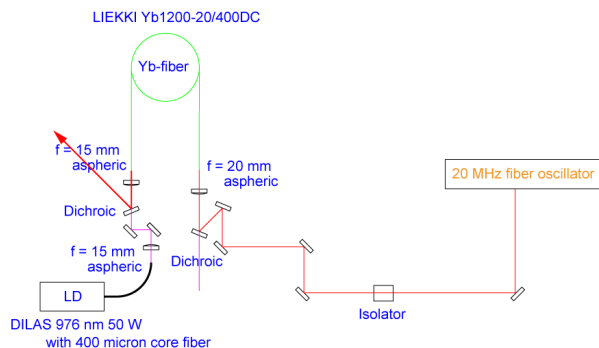 LIEKKI Yb1200-20/400DC
Yb-fiber
f = 15 mm
aspheric
f = 20 mm
aspheric
20 MHz fiber oscillator
Dichroic
f = 15 mm
aspheric
Dichroic
LD
Isolator
DILAS 976 nm 50 W
with 400 micron core fiber